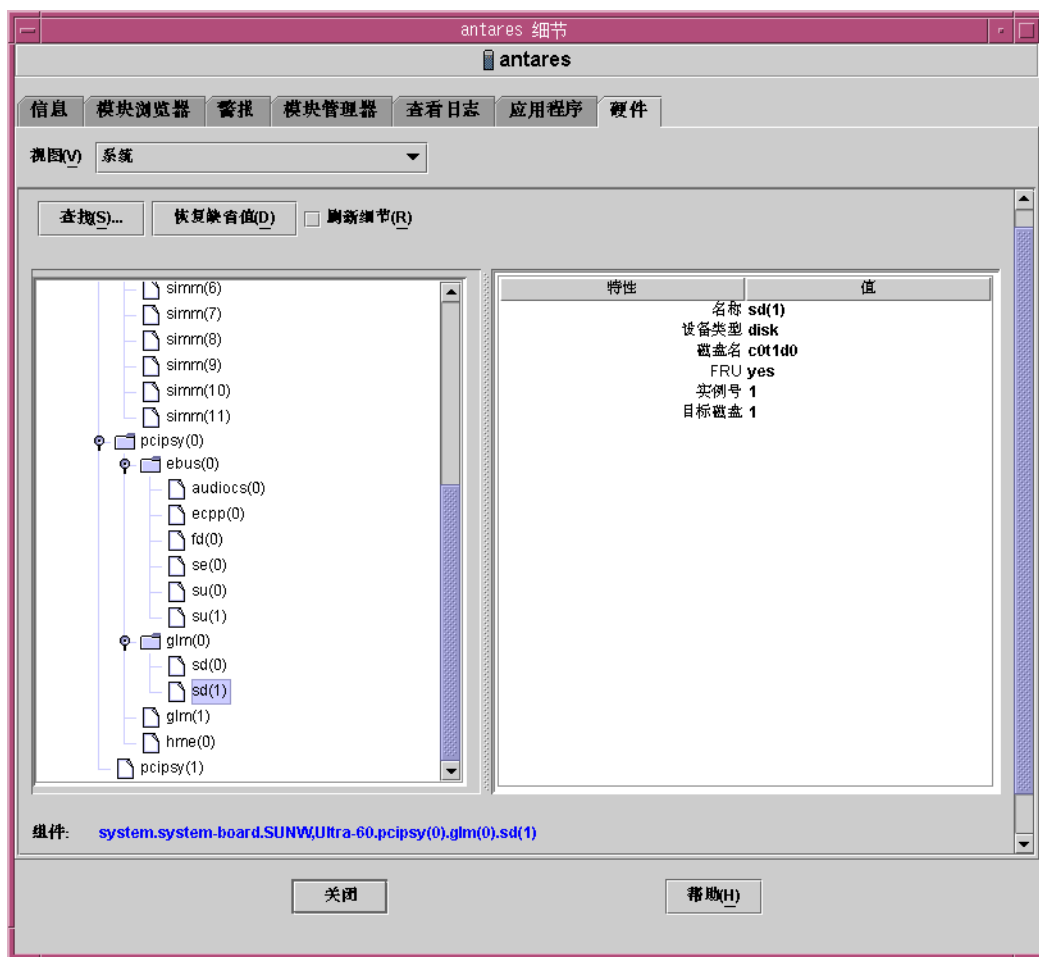 antares 细节
antares
信息 模块浏览器 警报 模块管理器 查看日志 应用程序 硬件
视图(V) 系统
查找(S)... 恢复缺省值(D) 刷新细节(R)
simm(6)
simm(7)
simm(8)
simm(9)
simm(10)
simm(11)
pcipsy(0)
ebus(0)
audiocs(0)
ecpp(0)
fd(0)
se(0)
su(0)
su(1)
glm(0)
sd(0)
sd(1)
glm(1)
hme(0)
pcipsy(1)
特性 值
名称 sd(1)
设备类型 disk
磁盘名 c0t1d0
FRU yes
实例号 1
目标磁盘 1
组件: system.system-board.SUNW,Ultra-60.pcipsy(0).glm(0).sd(1)
关闭 帮助(H)